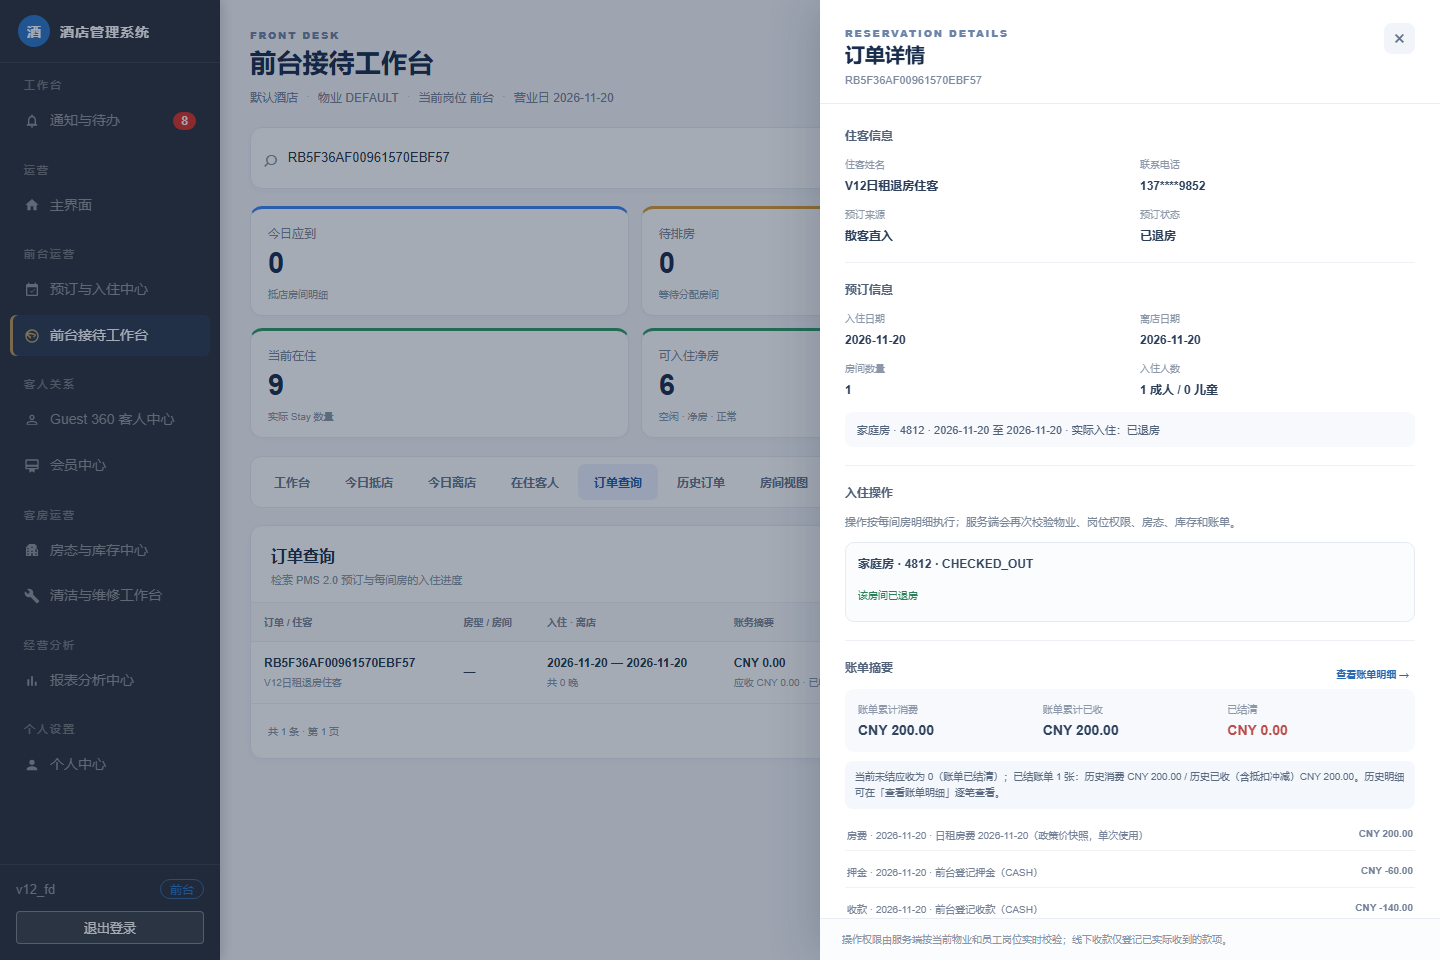 酒 酒店管理系统
工作台
通知与待办 8
运营
主界面
前台运营
预订与入住中心
前台接待工作台
客人关系
Guest 360 客人中心
会员中心
客房运营
房态与库存中心
清洁与维修工作台
经营分析
报表分析中心
个人设置
个人中心
v12_fd 前台
退出登录
FRONT DESK
前台接待工作台
默认酒店 · 物业 DEFAULT · 当前岗位 前台 · 营业日 2026-11-20
RB5F36AF00961570EBF57
今日应到
0
抵店房间明细
待排房
0
等待分配房间
当前在住
9
实际 Stay 数量
可入住净房
6
空闲 · 净房 · 正常
工作台 今日抵店 今日离店 在住客人 订单查询 历史订单 房间视图
订单查询
检索 PMS 2.0 预订与每间房的入住进度
订单 / 住客 房型 / 房间 入住 · 离店 账务摘要
RB5F36AF00961570EBF57 — 2026-11-20 — 2026-11-20 CNY 0.00
V12日租退房住客 共 0 晚 应收 CNY 0.00 · 已
共 1 条 · 第 1 页
RESERVATION DETAILS
订单详情
RB5F36AF00961570EBF57
×
住客信息
住客姓名 联系电话
V12日租退房住客 137****9852
预订来源 预订状态
散客直入 已退房
预订信息
入住日期 离店日期
2026-11-20 2026-11-20
房间数量 入住人数
1 1 成人 / 0 儿童
家庭房 · 4812 · 2026-11-20 至 2026-11-20 · 实际入住：已退房
入住操作
操作按每间房明细执行；服务端会再次校验物业、岗位权限、房态、库存和账单。
家庭房 · 4812 · CHECKED_OUT
该房间已退房
账单摘要 查看账单明细 →
账单累计消费 账单累计已收 已结清
CNY 200.00 CNY 200.00 CNY 0.00
当前未结应收为 0（账单已结清）；已结账单 1 张：历史消费 CNY 200.00 / 历史已收（含抵扣冲减）CNY 200.00。历史明细
可在「查看账单明细」逐笔查看。
房费 · 2026-11-20 · 日租房费 2026-11-20（政策价快照，单次使用） CNY 200.00
押金 · 2026-11-20 · 前台登记押金（CASH） CNY -60.00
收款 · 2026-11-20 · 前台登记收款（CASH） CNY -140.00
操作权限由服务端按当前物业和员工岗位实时校验；线下收款仅登记已实际收到的款项。